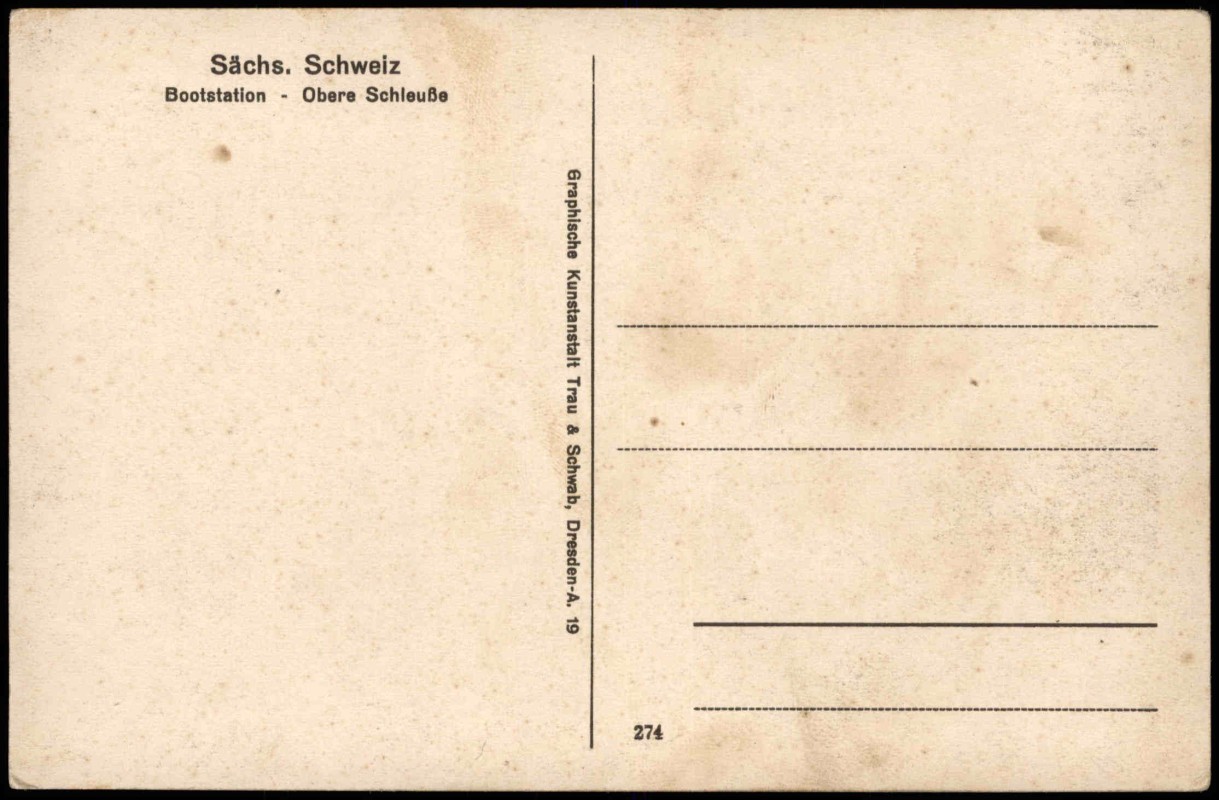 Sächs. Schweiz
Bootstation - Obere Schleuße
Graphische Kunstanstalt Trau & Schwab, Dresden-A. 19
274